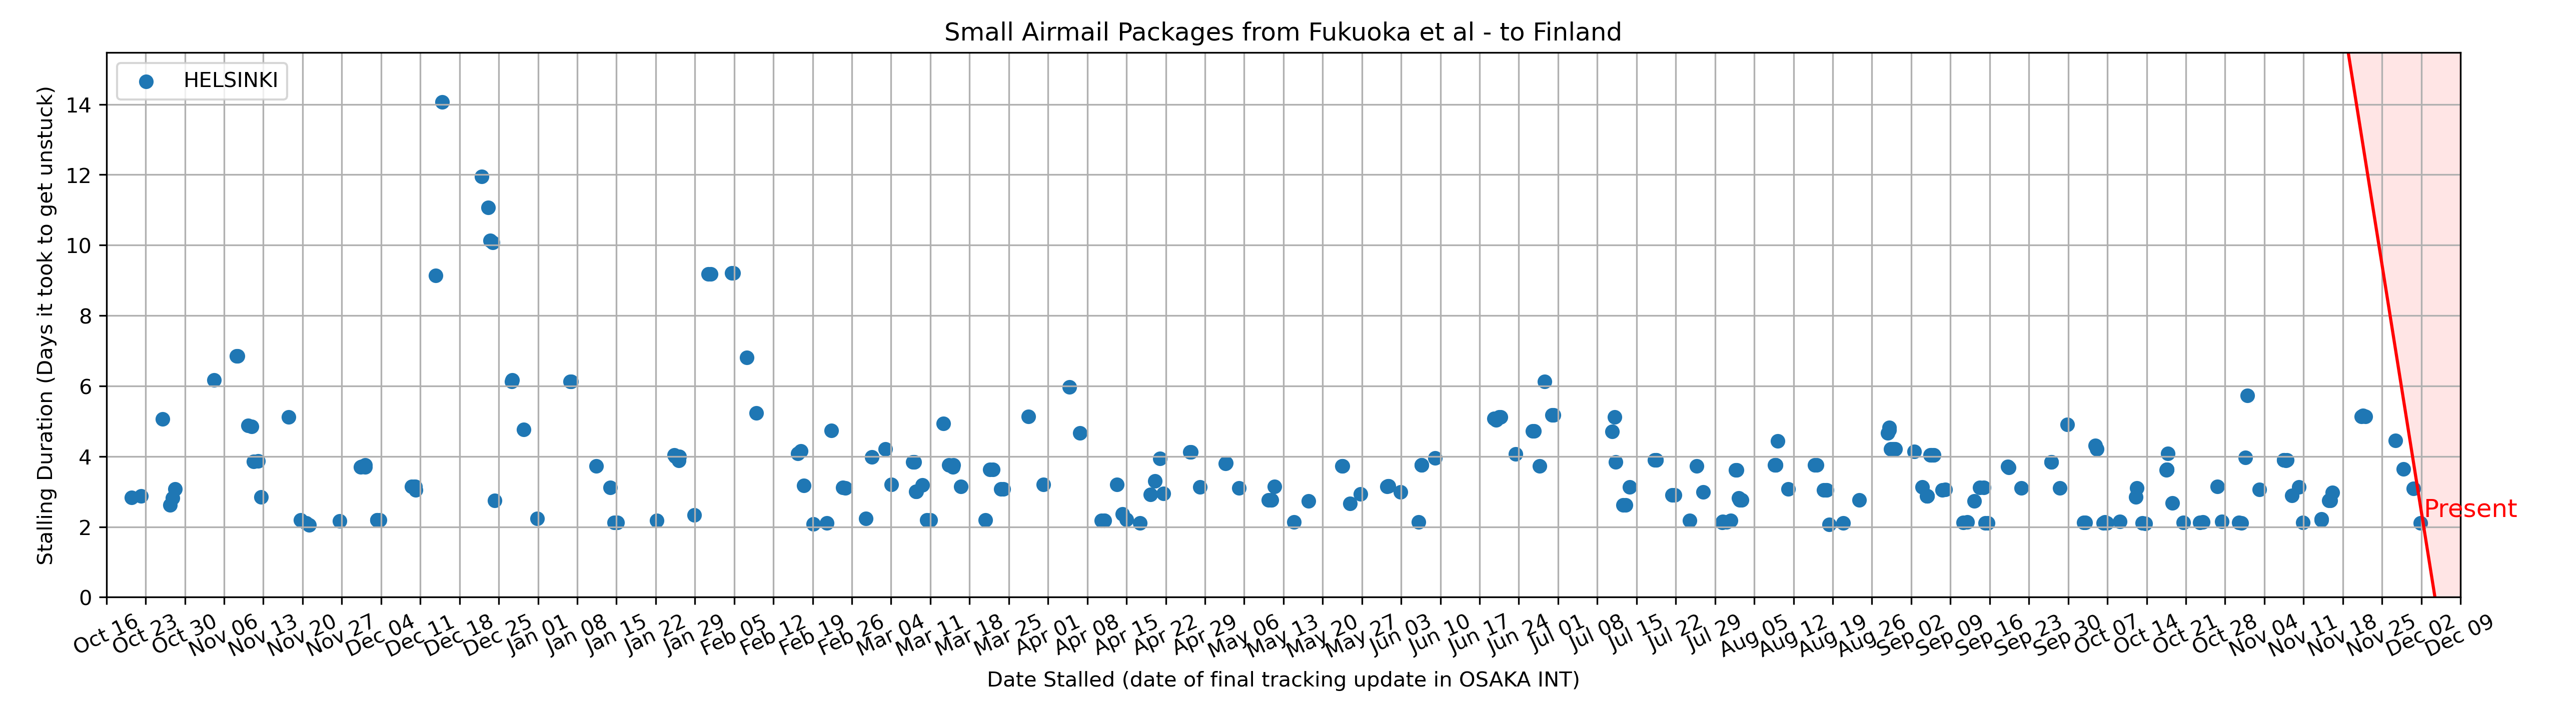 Small Airmail Packages from Fukuoka et al - to Finland
HELSINKI
Stalling Duration (Days it took to get unstuck)
14
12
10
8
6
4
2
0
Present
Oct 16 Oct 23 Oct 30 Nov 06 Nov 13 Nov 20 Nov 27 Dec 04 Dec 11 Dec 18 Dec 25 Jan 01 Jan 08 Jan 15 Jan 22 Jan 29 Feb 05 Feb 12 Feb 19 Feb 26 Mar 04 Mar 11 Mar 18 Mar 25 Apr 01 Apr 08 Apr 15 Apr 22 Apr 29 May 06 May 13 May 20 May 27 Jun 03 Jun 10 Jun 17 Jun 24 Jul 01 Jul 08 Jul 15 Jul 22 Jul 29 Aug 05 Aug 12 Aug 19 Aug 26 Sep 02 Sep 09 Sep 16 Sep 23 Sep 30 Oct 07 Oct 14 Oct 21 Oct 28 Nov 04 Nov 11 Nov 18 Nov 25 Dec 02 Dec 09
Date Stalled (date of final tracking update in OSAKA INT)